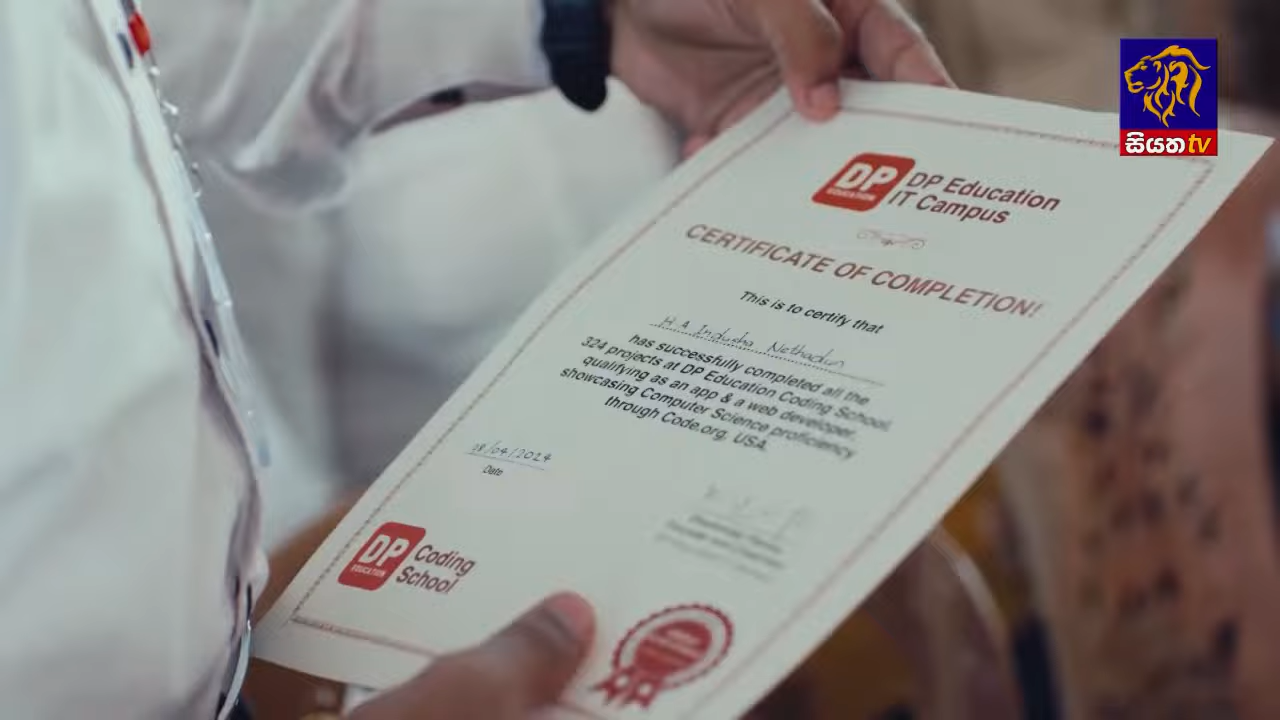 සියත tv
DP
EDUCATION
DP Education
IT Campus
CERTIFICATE OF COMPLETION!
This is to certify that
H A Indusha Nethadun
has successfully completed all the
324 projects at DP Education Coding School,
qualifying as an app & a web developer,
showcasing Computer Science proficiency
through Code.org, USA.
18/04/2024
Date
DP
EDUCATION
Coding
School